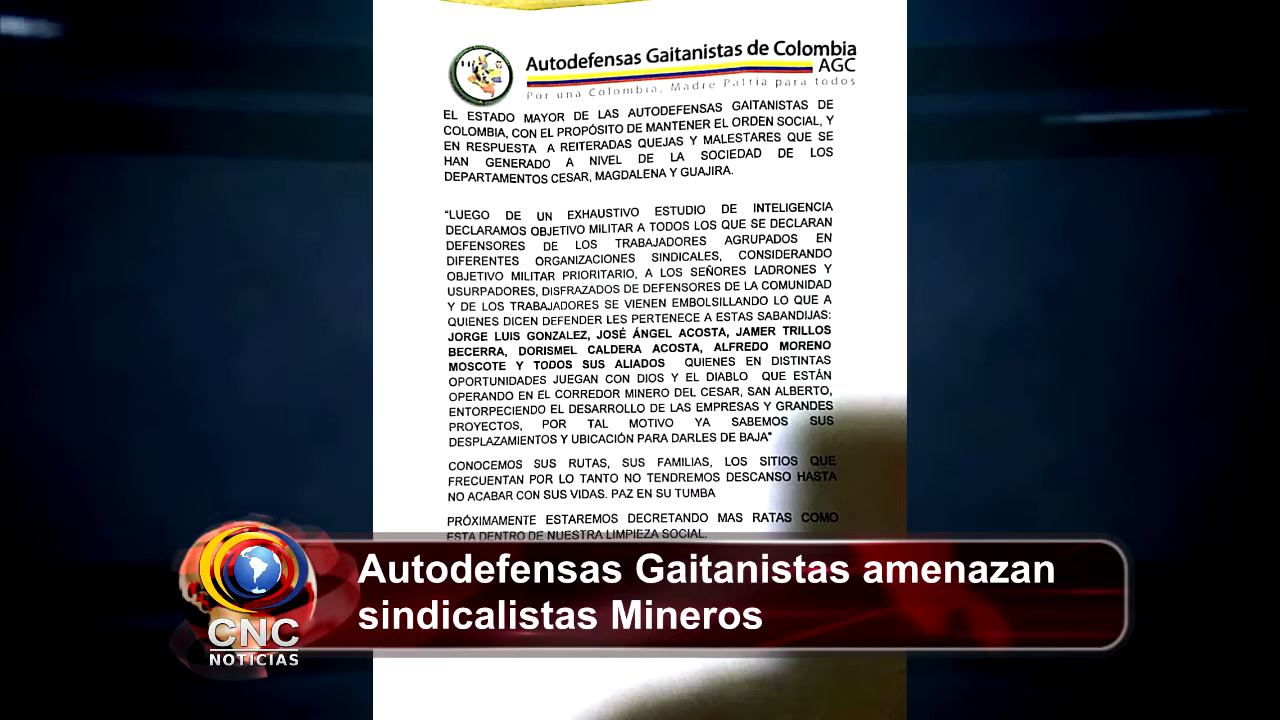 Autodefensas Gaitanistas de Colombia
AGC
Por una Colombia, Madre Patria para todos
EL ESTADO MAYOR DE LAS AUTODEFENSAS GAITANISTAS DE
COLOMBIA, CON EL PROPÓSITO DE MANTENER EL ORDEN SOCIAL, Y
EN RESPUESTA A REITERADAS QUEJAS Y MALESTARES QUE SE
HAN GENERADO A NIVEL DE LA SOCIEDAD DE LOS
DEPARTAMENTOS CESAR, MAGDALENA Y GUAJIRA.
"LUEGO DE UN EXHAUSTIVO ESTUDIO DE INTELIGENCIA
DECLARAMOS OBJETIVO MILITAR A TODOS LOS QUE SE DECLARAN
DEFENSORES DE LOS TRABAJADORES AGRUPADOS EN
DIFERENTES ORGANIZACIONES SINDICALES, CONSIDERANDO
OBJETIVO MILITAR PRIORITARIO, A LOS SEÑORES LADRONES Y
USURPADORES, DISFRAZADOS DE DEFENSORES DE LA COMUNIDAD
Y DE LOS TRABAJADORES SE VIENEN EMBOLSILLANDO LO QUE A
QUIENES DICEN DEFENDER LES PERTENECE A ESTAS SABANDIJAS:
JORGE LUIS GONZALEZ, JOSÉ ÁNGEL ACOSTA, JAMER TRILLOS
BECERRA, DORISMEL CALDERA ACOSTA, ALFREDO MORENO
MOSCOTE Y TODOS SUS ALIADOS QUIENES EN DISTINTAS
OPORTUNIDADES JUEGAN CON DIOS Y EL DIABLO QUE ESTÁN
OPERANDO EN EL CORREDOR MINERO DEL CESAR, SAN ALBERTO,
ENTORPECIENDO EL DESARROLLO DE LAS EMPRESAS Y GRANDES
PROYECTOS, POR TAL MOTIVO YA SABEMOS SUS
DESPLAZAMIENTOS Y UBICACIÓN PARA DARLES DE BAJA"
CONOCEMOS SUS RUTAS, SUS FAMILIAS, LOS SITIOS QUE
FRECUENTAN POR LO TANTO NO TENDREMOS DESCANSO HASTA
NO ACABAR CON SUS VIDAS. PAZ EN SU TUMBA
PRÓXIMAMENTE ESTAREMOS DECRETANDO MAS RATAS COMO
ESTA DENTRO DE NUESTRA LIMPIEZA SOCIAL.
Autodefensas Gaitanistas amenazan
sindicalistas Mineros
CNC
NOTICIAS